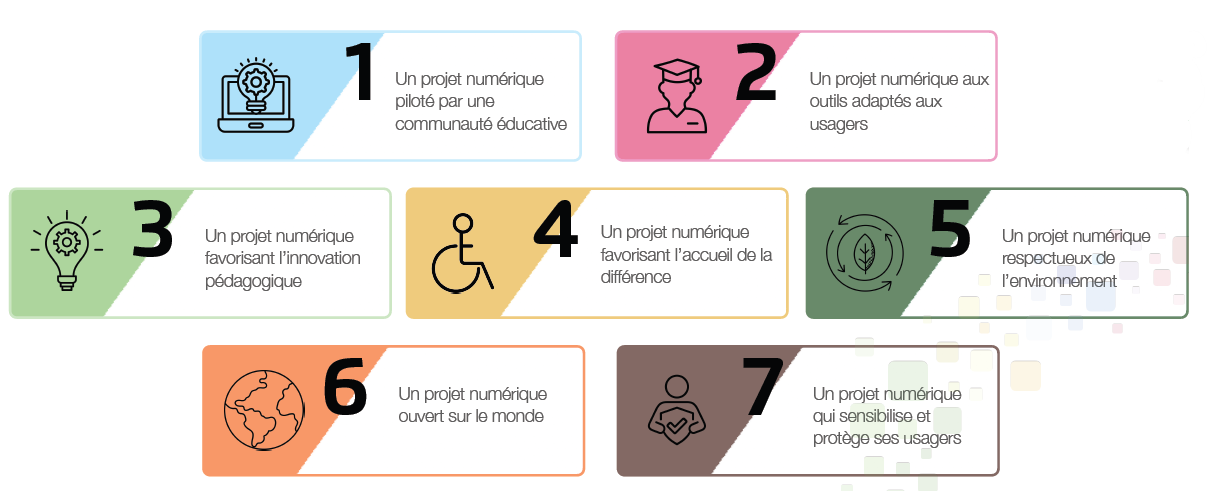 1
Un projet numérique
piloté par une
communauté éducative
2
Un projet numérique aux
outils adaptés aux
usagers
3
Un projet numérique
favorisant l'innovation
pédagogique
4
Un projet numérique
favorisant l'accueil de la
différence
5
Un projet numérique
respectueux de
l'environnement
6
Un projet numérique
ouvert sur le monde
7
Un projet numérique
qui sensibilise et
protège ses usagers